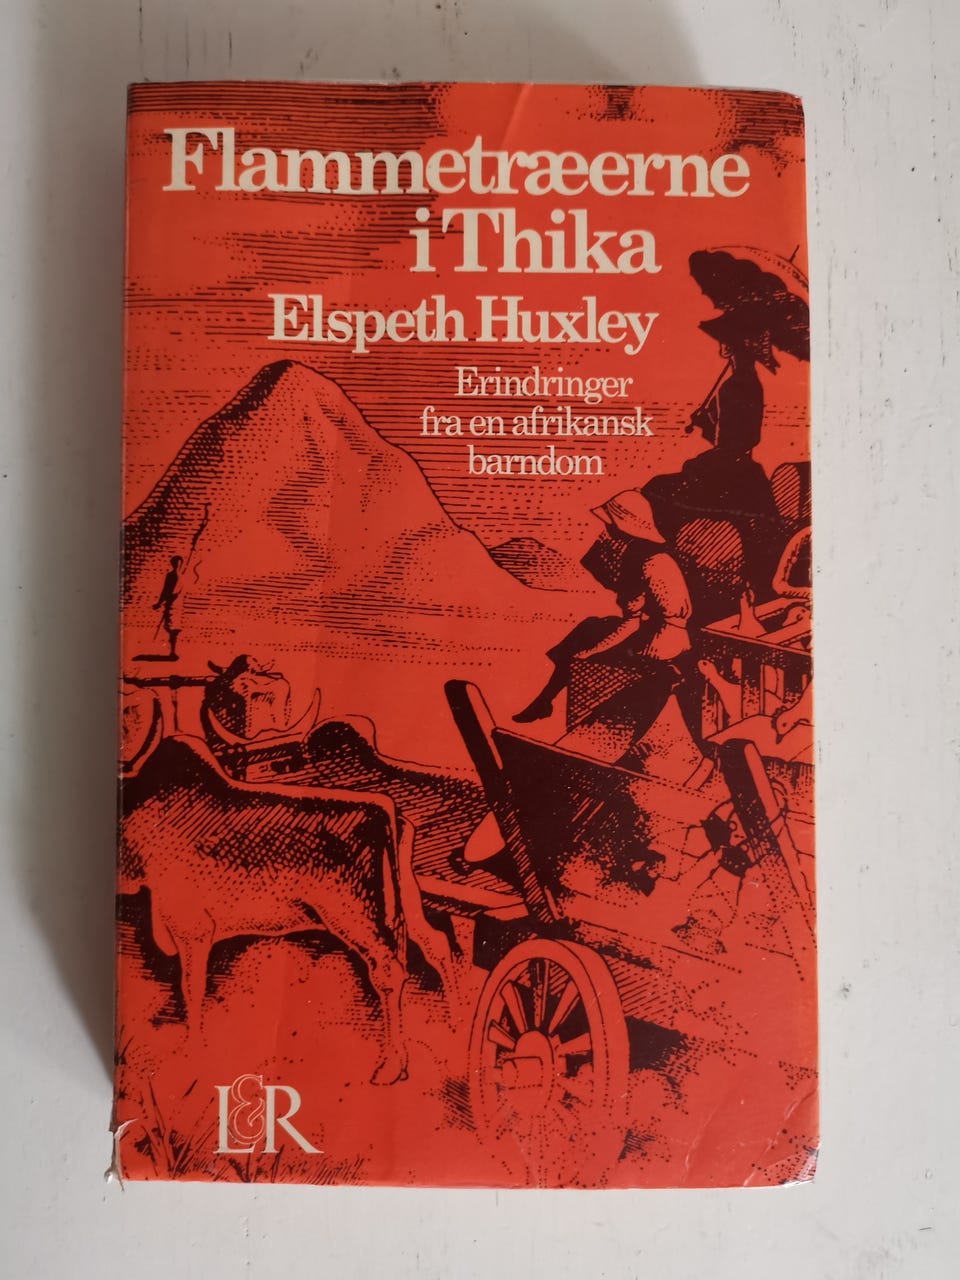 Flammetræerne
i Thika
Elspeth Huxley
Erindringer
fra en afrikansk
barndom
L&R